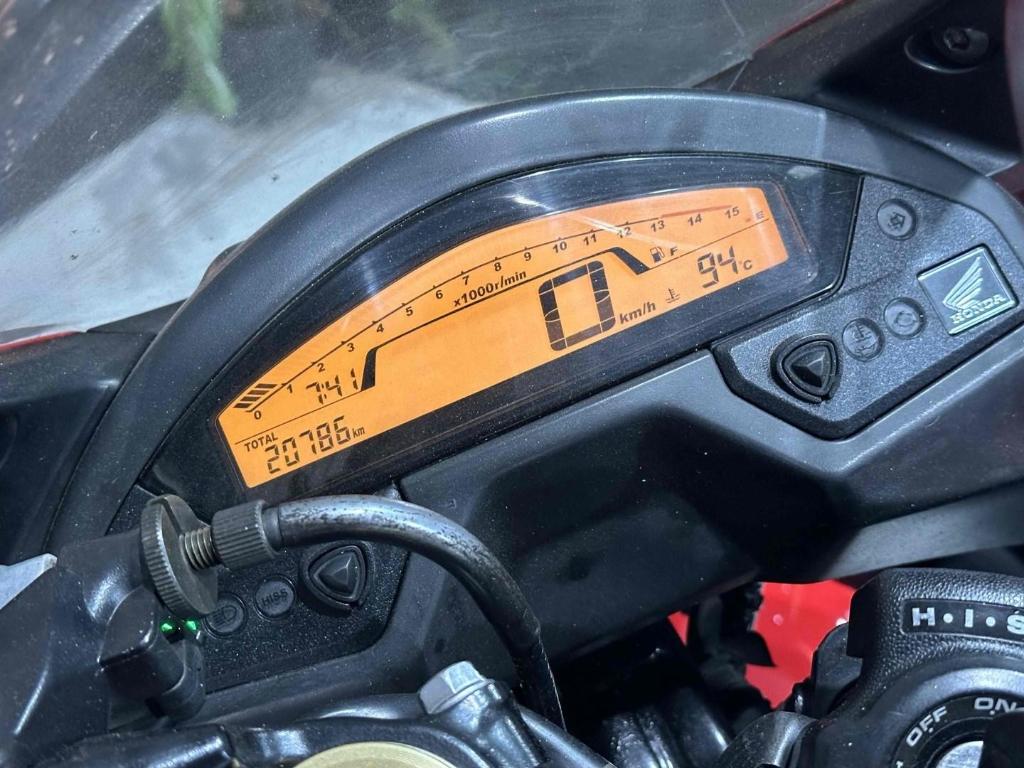 0 1 2 3 4 5 6 7 8 9 10 11 12 13 14 15
x1000r/min
F E
7:41
0 km/h
94°C
TOTAL
20786 km
HONDA
HISS
H·I·S
OFF ON